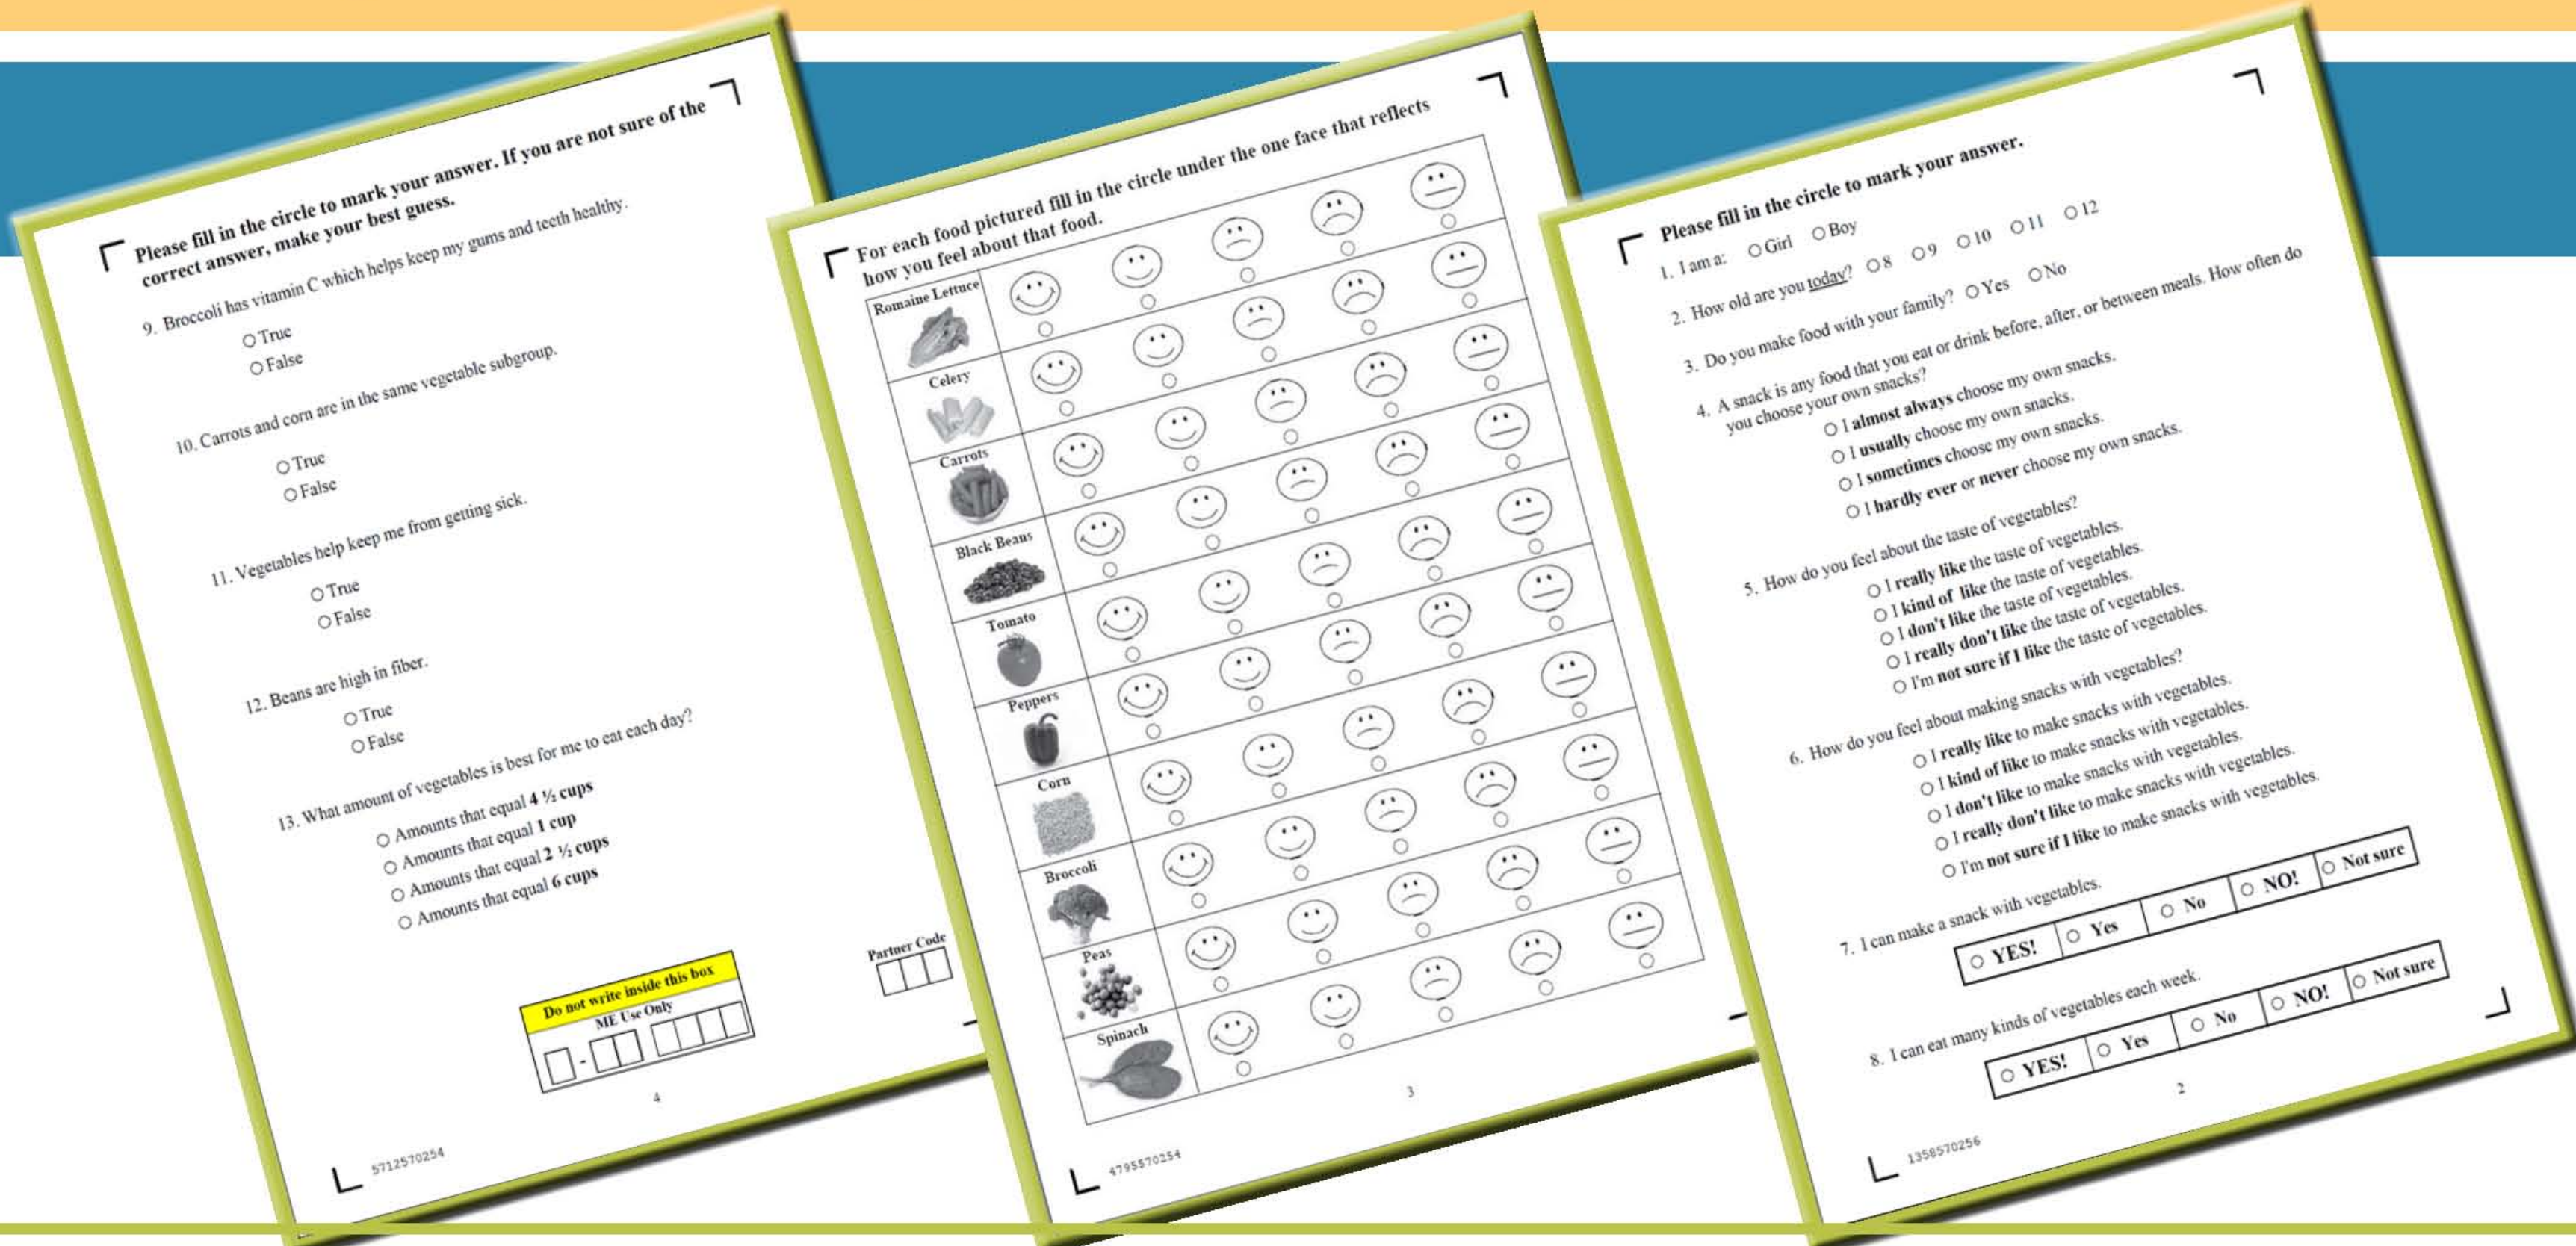 Please fill in the circle to mark your answer. If you are not sure of the
correct answer, make your best guess.
9. Broccoli has vitamin C which helps keep my gums and teeth healthy.
O True
O False
10. Carrots and corn are in the same vegetable subgroup.
O True
O False
11. Vegetables help keep me from getting sick.
O True
O False
12. Beans are high in fiber.
O True
O False
13. What amount of vegetables is best for me to eat each day?
O Amounts that equal 4 ½ cups
O Amounts that equal 1 cup
O Amounts that equal 2 ½ cups
O Amounts that equal 6 cups
Do not write inside this box
ME Use Only
-
Partner Code
4
5712570254
For each food pictured fill in the circle under the one face that reflects
how you feel about that food.
Romaine Lettuce
Celery
Carrots
Black Beans
Tomato
Peppers
Corn
Broccoli
Peas
Spinach
3
4795570254
Please fill in the circle to mark your answer.
1. I am a: O Girl O Boy
2. How old are you today? O 8 O 9 O 10 O 11 O 12
3. Do you make food with your family? O Yes O No
4. A snack is any food that you eat or drink before, after, or between meals. How often do
you choose your own snacks?
O I almost always choose my own snacks.
O I usually choose my own snacks.
O I sometimes choose my own snacks.
O I hardly ever or never choose my own snacks.
5. How do you feel about the taste of vegetables?
O I really like the taste of vegetables.
O I kind of like the taste of vegetables.
O I don't like the taste of vegetables.
O I really don't like the taste of vegetables.
O I'm not sure if I like the taste of vegetables.
6. How do you feel about making snacks with vegetables?
O I really like to make snacks with vegetables.
O I kind of like to make snacks with vegetables.
O I don't like to make snacks with vegetables.
O I really don't like to make snacks with vegetables.
O I'm not sure if I like to make snacks with vegetables.
7. I can make a snack with vegetables.
O YES! O Yes O No O NO! O Not sure
8. I can eat many kinds of vegetables each week.
O YES! O Yes O No O NO! O Not sure
2
1358570256